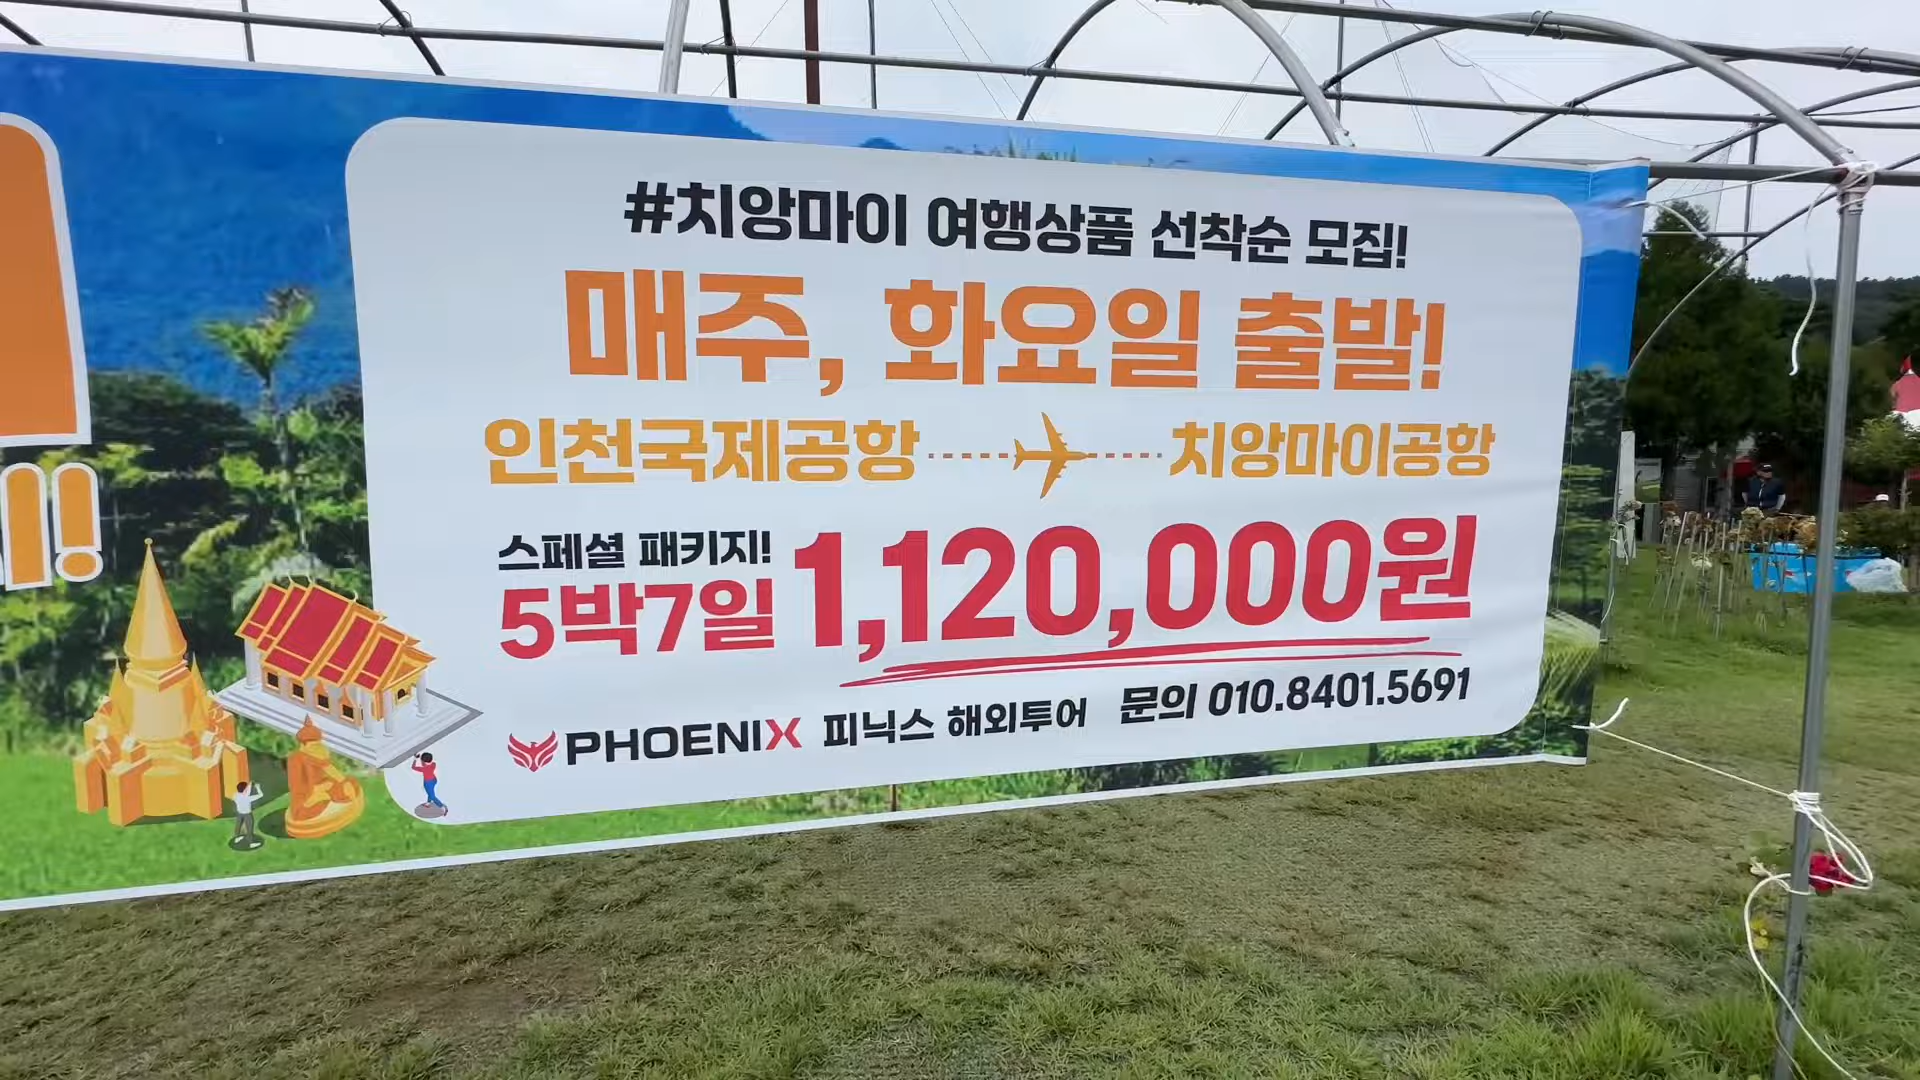 #치앙마이 여행상품 선착순 모집!
매주, 화요일 출발!
인천국제공항 치앙마이공항
스페셜 패키지!
5박7일 1,120,000원
PHOENIX 피닉스 해외투어 문의 010.8401.5691
!!